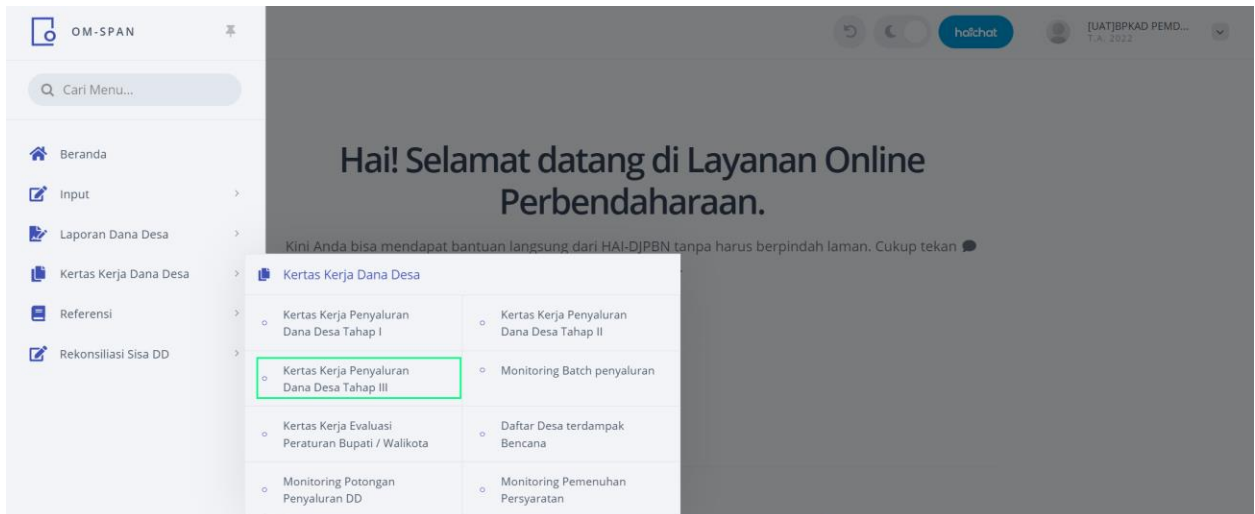 OM-SPAN
haichat
[UAT]BPKAD PEMD...
T.A. 2022
Cari Menu...
Beranda
Input
Laporan Dana Desa
Kertas Kerja Dana Desa
Referensi
Rekonsiliasi Sisa DD
Hai! Selamat datang di Layanan Online
Perbendaharaan.
Kini Anda bisa mendapat bantuan langsung dari HAI-DJPBN tanpa harus berpindah laman. Cukup tekan
Kertas Kerja Dana Desa
Kertas Kerja Penyaluran
Dana Desa Tahap I
Kertas Kerja Penyaluran
Dana Desa Tahap II
Kertas Kerja Penyaluran
Dana Desa Tahap III
Monitoring Batch penyaluran
Kertas Kerja Evaluasi
Peraturan Bupati / Walikota
Daftar Desa terdampak
Bencana
Monitoring Potongan
Penyaluran DD
Monitoring Pemenuhan
Persyaratan